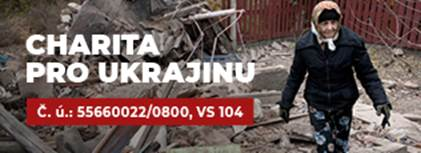 CHARITA
PRO UKRAJINU
Č. ú.: 55660022/0800, VS 104